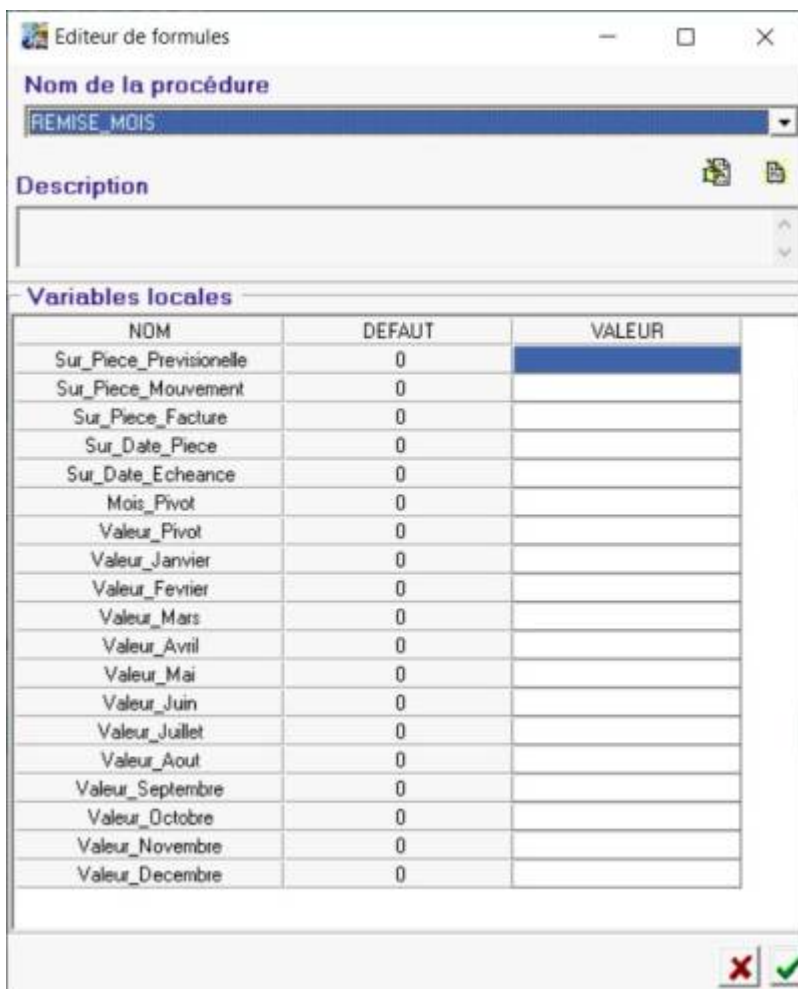 Editeur de formules
Nom de la procédure
REMISE_MOIS
Description
Variables locales
NOM DEFAUT VALEUR
Sur_Piece_Previsionelle 0
Sur_Piece_Mouvement 0
Sur_Piece_Facture 0
Sur_Date_Piece 0
Sur_Date_Echeance 0
Mois_Pivot 0
Valeur_Pivot 0
Valeur_Janvier 0
Valeur_Fevrier 0
Valeur_Mars 0
Valeur_Avril 0
Valeur_Mai 0
Valeur_Juin 0
Valeur_Juillet 0
Valeur_Aout 0
Valeur_Septembre 0
Valeur_Octobre 0
Valeur_Novembre 0
Valeur_Decembre 0